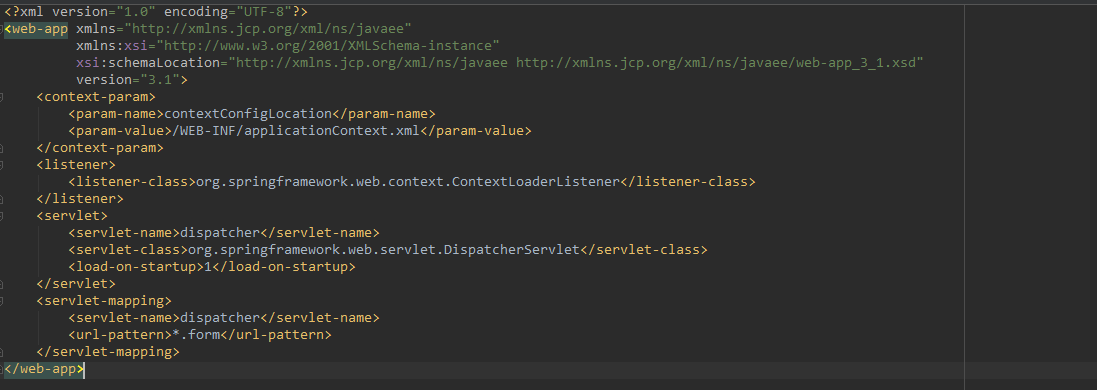 <?xml version="1.0" encoding="UTF-8"?>
<web-app xmlns="http://xmlns.jcp.org/xml/ns/javaee"
         xmlns:xsi="http://www.w3.org/2001/XMLSchema-instance"
         xsi:schemaLocation="http://xmlns.jcp.org/xml/ns/javaee http://xmlns.jcp.org/xml/ns/javaee/web-app_3_1.xsd"
         version="3.1">
    <context-param>
        <param-name>contextConfigLocation</param-name>
        <param-value>/WEB-INF/applicationContext.xml</param-value>
    </context-param>
    <listener>
        <listener-class>org.springframework.web.context.ContextLoaderListener</listener-class>
    </listener>
    <servlet>
        <servlet-name>dispatcher</servlet-name>
        <servlet-class>org.springframework.web.servlet.DispatcherServlet</servlet-class>
        <load-on-startup>1</load-on-startup>
    </servlet>
    <servlet-mapping>
        <servlet-name>dispatcher</servlet-name>
        <url-pattern>*.form</url-pattern>
    </servlet-mapping>
</web-app>